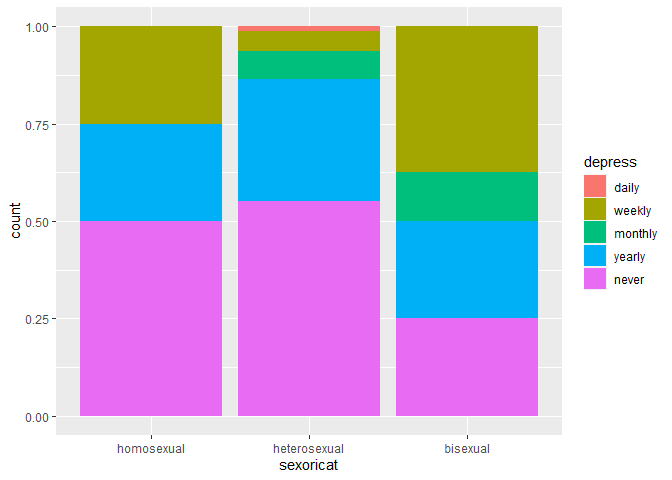 1.00
0.75
0.50
0.25
0.00
count
homosexual
heterosexual
bisexual
sexoricat
depress
daily
weekly
monthly
yearly
never